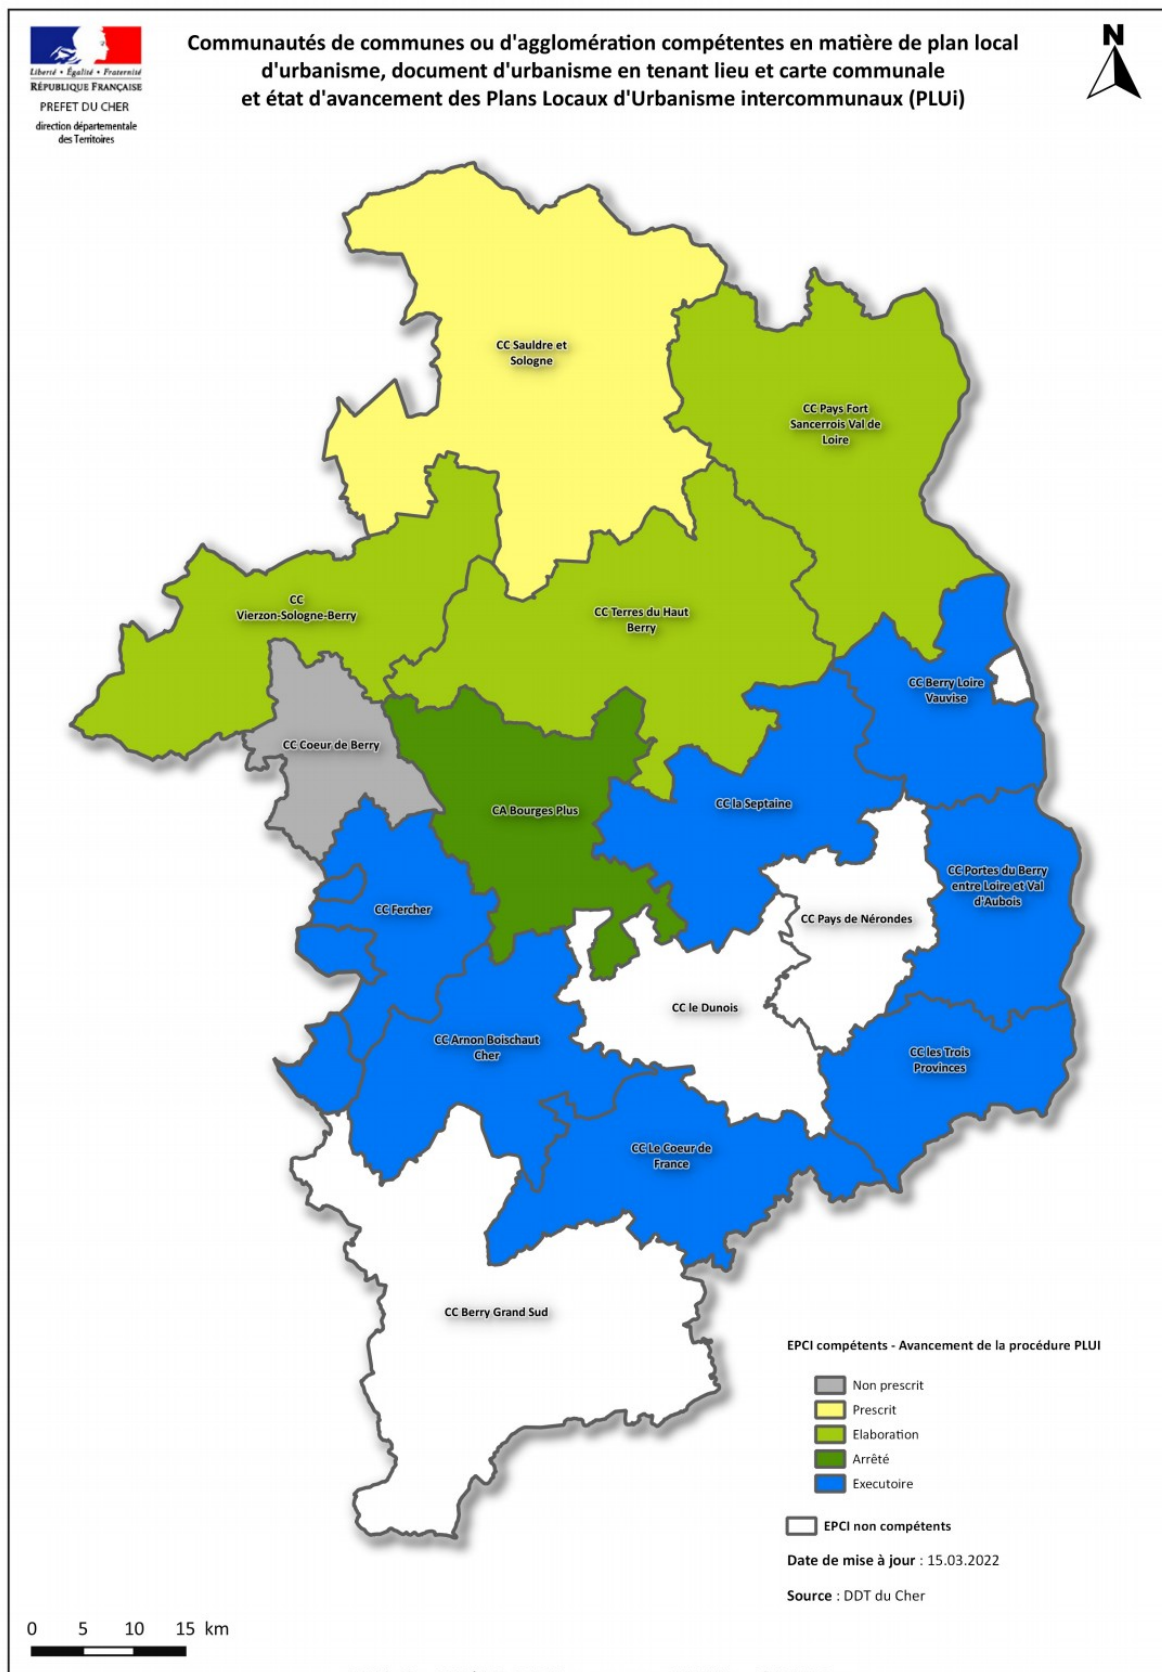 Communautés de communes ou d'agglomération compétentes en matière de plan local
d'urbanisme, document d'urbanisme en tenant lieu et carte communale
et état d'avancement des Plans Locaux d'Urbanisme intercommunaux (PLUi)
Liberté • Égalité • Fraternité
RÉPUBLIQUE FRANÇAISE
PREFET DU CHER
direction départementale
des Territoires
N
CC Sauldre et
Sologne
CC Pays Fort
Sancerrois Val de
Loire
CC
Vierzon-Sologne-Berry
CC Terres du Haut
Berry
CC Berry Loire
Vauvise
CC Coeur de Berry
CA Bourges Plus
CC la Septaine
CC Portes du Berry
entre Loire et Val
d'Aubois
CC Fercher
CC Pays de Nérondes
CC le Dunois
CC Arnon Boischaut
Cher
CC les Trois
Provinces
CC Le Coeur de
France
CC Berry Grand Sud
EPCI compétents - Avancement de la procédure PLUI
Non prescrit
Prescrit
Elaboration
Arrêté
Executoire
EPCI non compétents
Date de mise à jour : 15.03.2022
Source : DDT du Cher
0 5 10 15 km